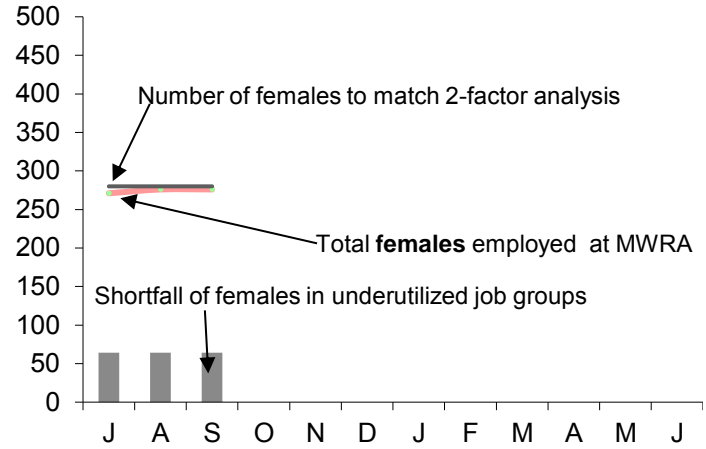 500
450
400
350
300
250
200
150
100
50
0
Number of females to match 2-factor analysis
Total females employed at MWRA
Shortfall of females in underutilized job groups
J A S O N D J F M A M J